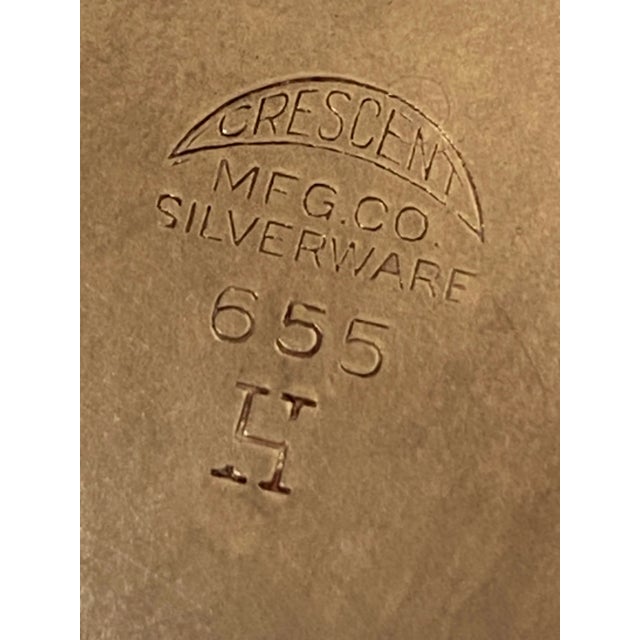 CRESCENT
MFG.CO.
SILVERWARE
655
H